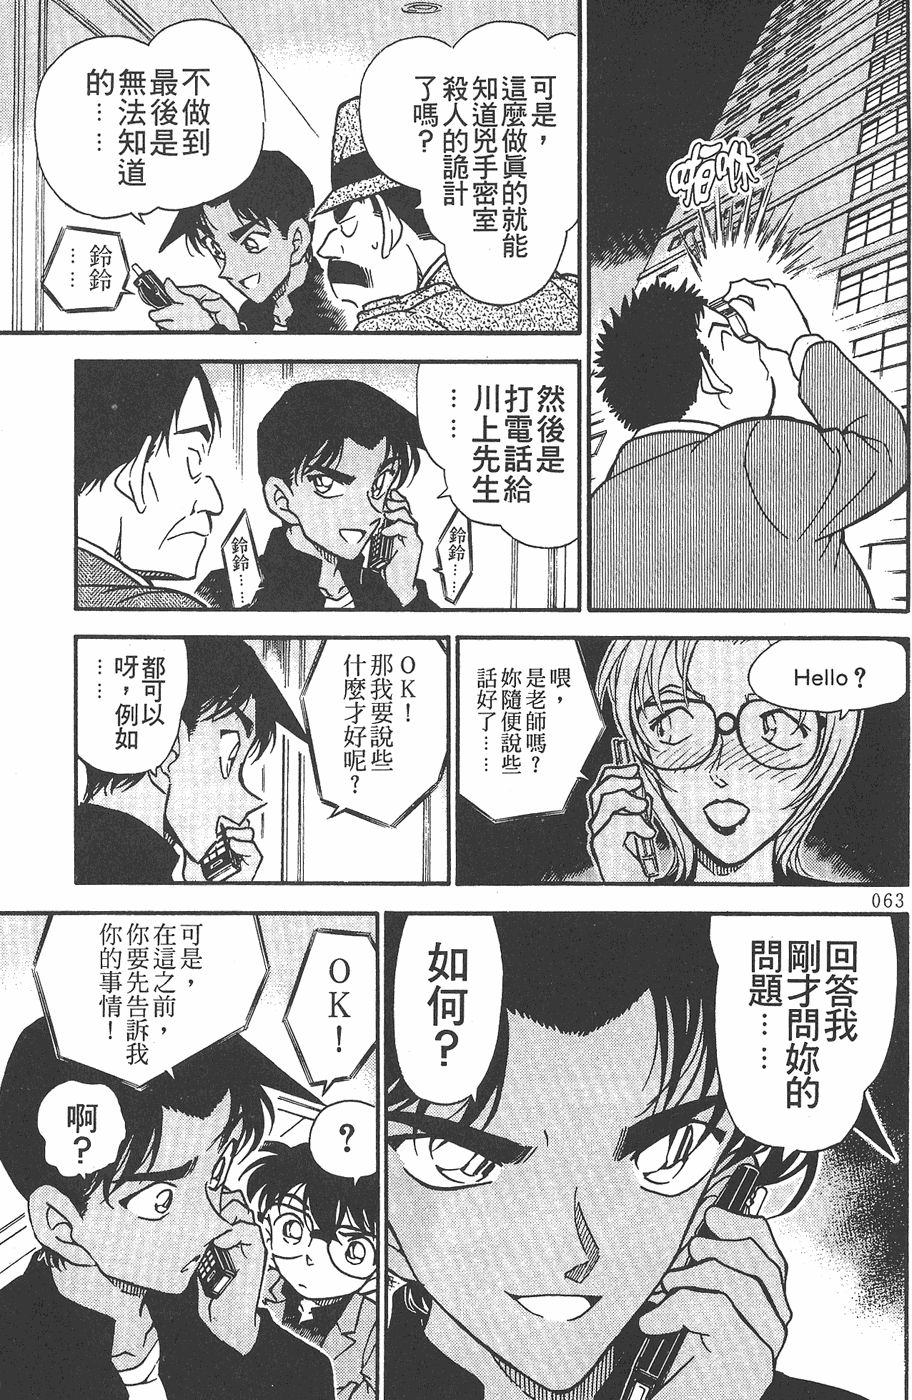 啪咻
可是，
這麼做真的就能
知道兇手密室
殺人的詭計
了嗎？
不做到
最後是
無法知道
的……
鈴鈴
……
然後是
打電話給
川上先生
……
鈴鈴…
鈴鈴…
Hello？
喂，
是老師嗎？
妳隨便說些
話好了……
OK！
那我要說些
什麼才好呢？
都可以
呀，例如
……
063
回答我
剛才問妳的
問題……
如何？
OK！
可是，
在這之前，
你要先告訴我
你的事情！
？
啊？